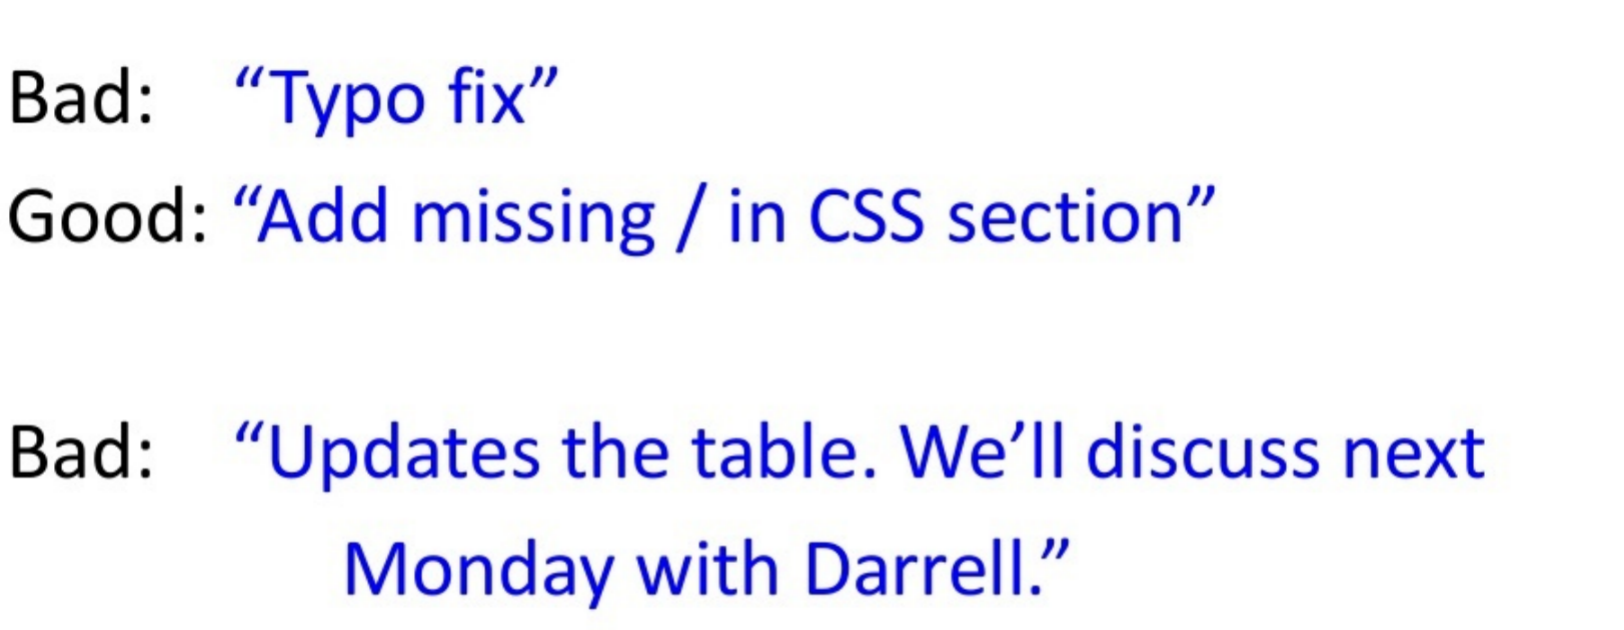 Bad: “Typo fix”
Good: “Add missing / in CSS section”
Bad: “Updates the table. We’ll discuss next
Monday with Darrell.”